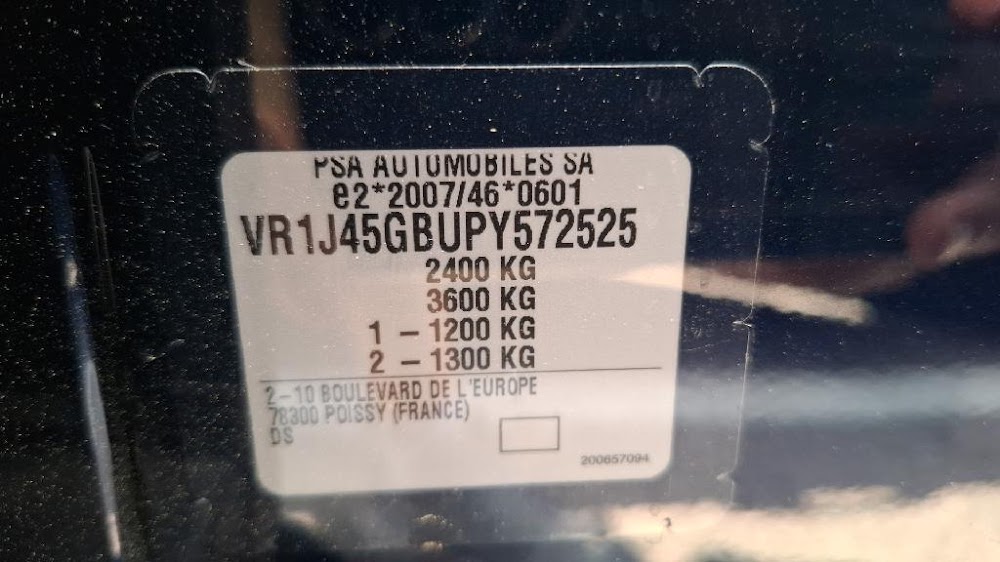 PSA AUTOMOBILES SA
e2*2007/46*0601
VR1J45GBUPY572525
2400 KG
3600 KG
1 - 1200 KG
2 - 1300 KG
2-10 BOULEVARD DE L'EUROPE
78300 POISSY (FRANCE)
DS
200657094